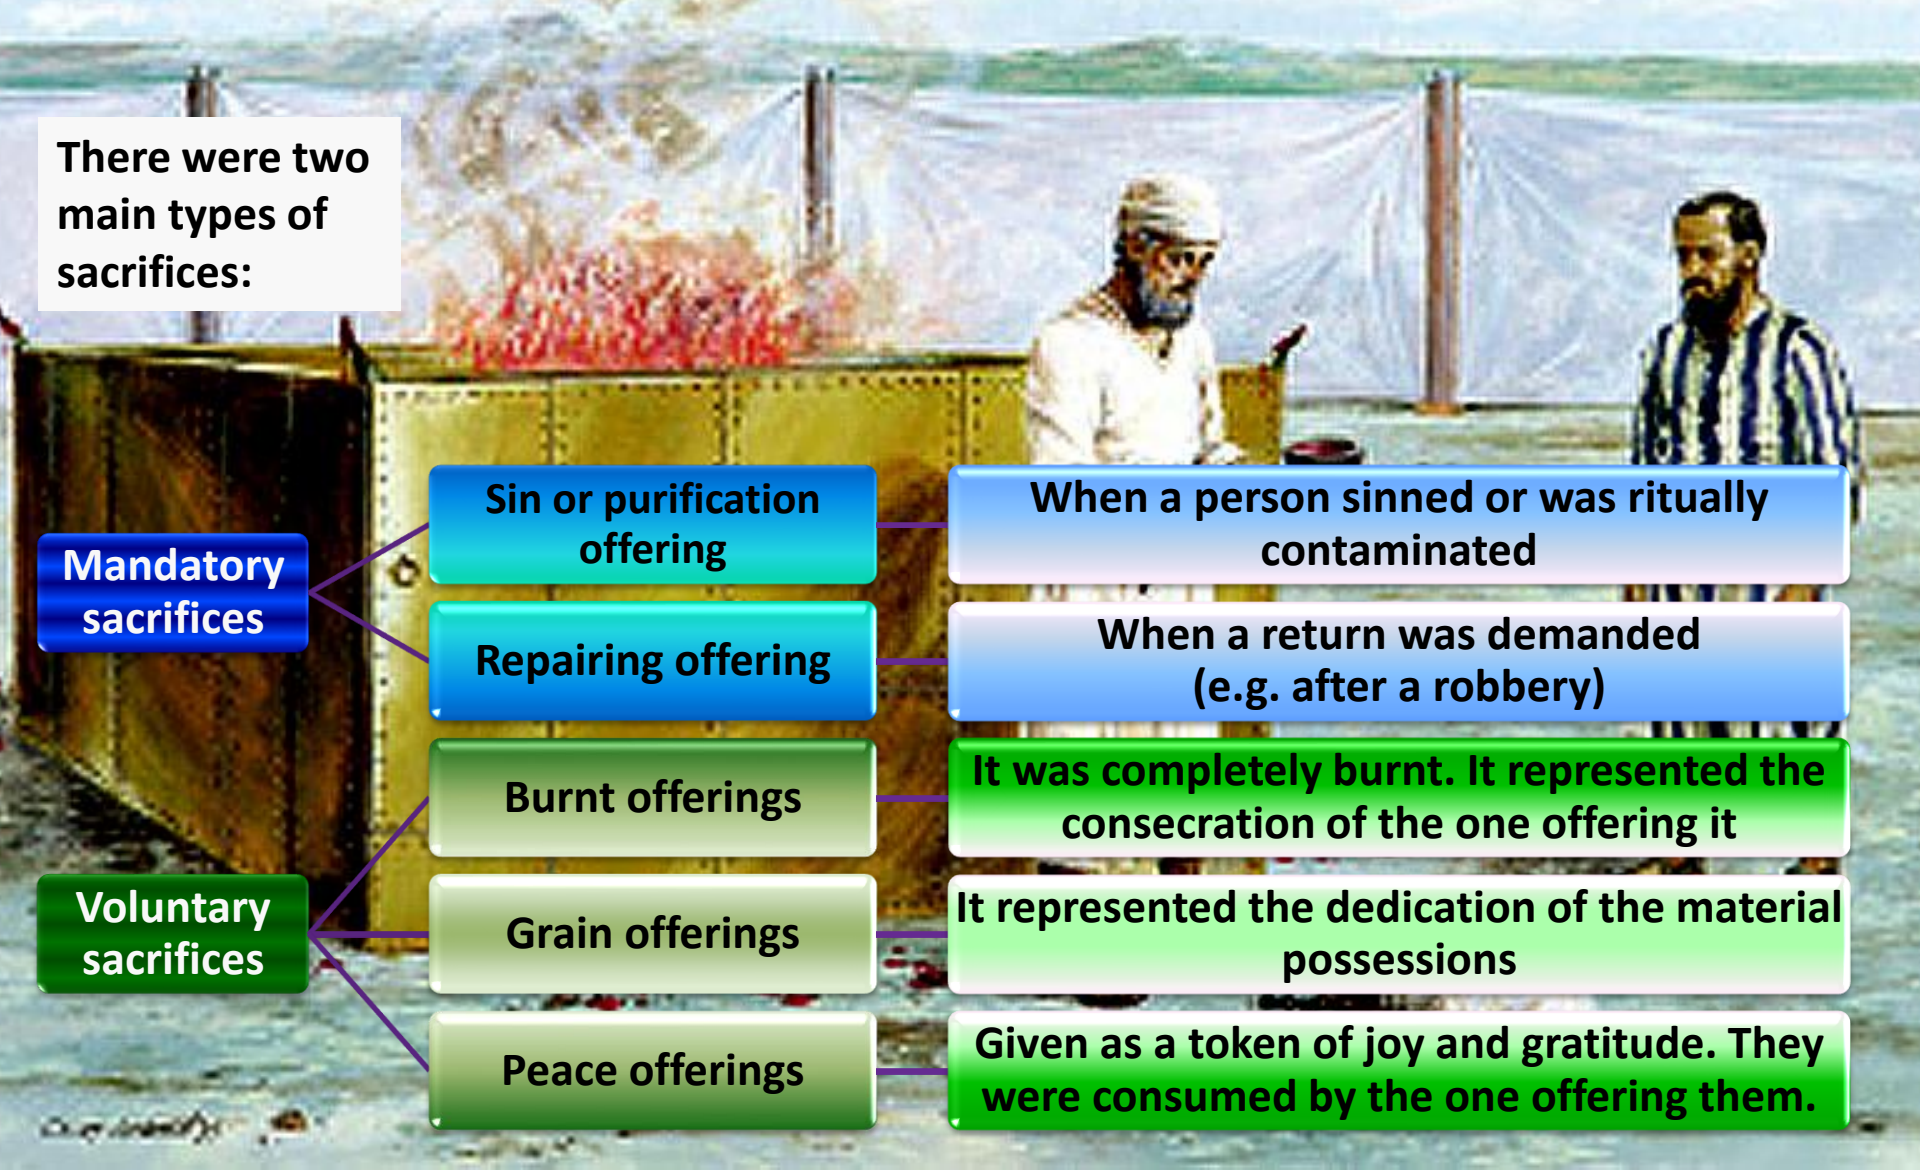 There were two
main types of
sacrifices:
Mandatory
sacrifices
Sin or purification
offering
When a person sinned or was ritually
contaminated
Repairing offering
When a return was demanded
(e.g. after a robbery)
Voluntary
sacrifices
Burnt offerings
It was completely burnt. It represented the
consecration of the one offering it
Grain offerings
It represented the dedication of the material
possessions
Peace offerings
Given as a token of joy and gratitude. They
were consumed by the one offering them.